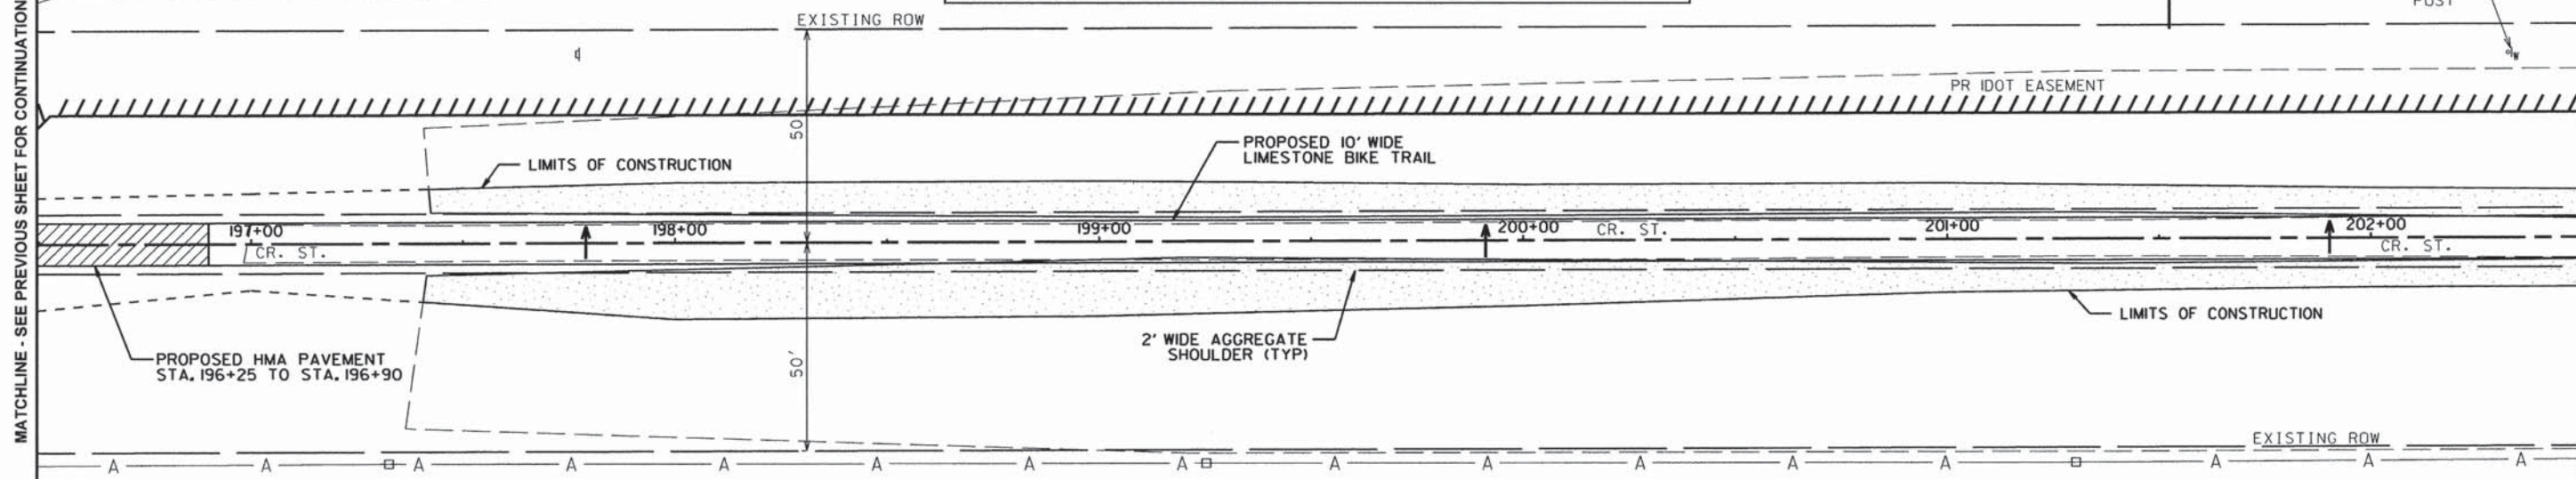 MATCHLINE - SEE PREVIOUS SHEET FOR CONTINUATION
EXISTING ROW
POST
PR IDOT EASEMENT
50'
LIMITS OF CONSTRUCTION
PROPOSED 10' WIDE
LIMESTONE BIKE TRAIL
197+00
198+00
199+00
200+00
201+00
202+00
CR. ST.
CR. ST.
CR. ST.
PROPOSED HMA PAVEMENT
STA. 196+25 TO STA. 196+90
50'
2' WIDE AGGREGATE
SHOULDER (TYP)
LIMITS OF CONSTRUCTION
EXISTING ROW
A A A A A A A A A A A A A A A A